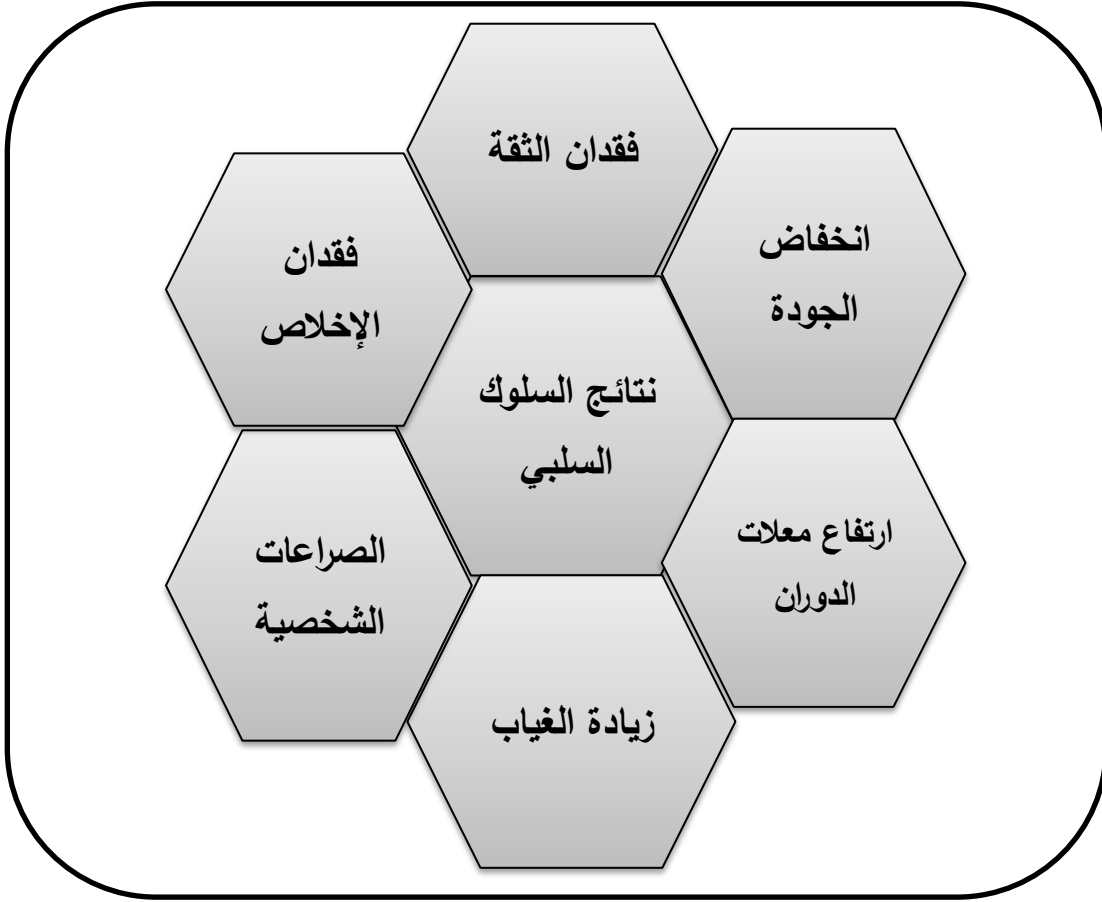 فقدان الثقة
انخفاض
الجودة
فقدان
الإخلاص
نتائج السلوك
السلبي
ارتفاع معلات
الدوران
الصراعات
الشخصية
زيادة الغياب